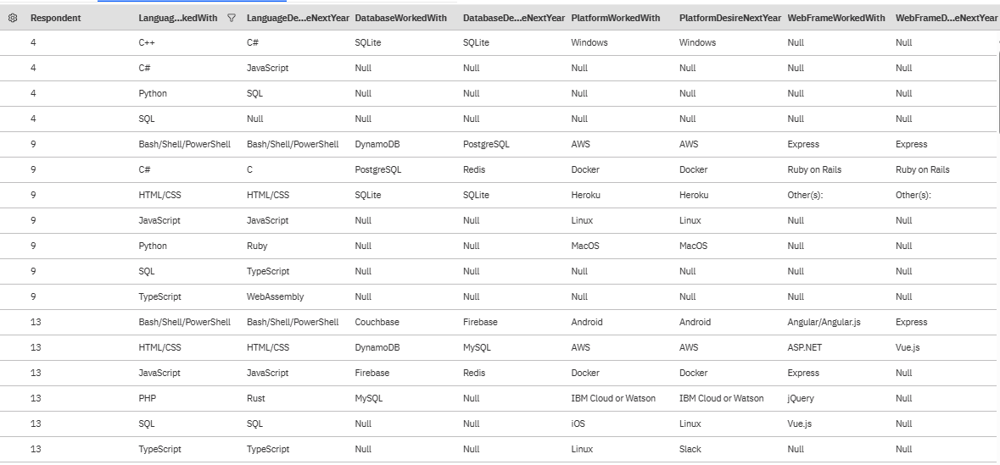 Respondent Languag...kedWith LanguageDe...eNextYear DatabaseWorkedWith DatabaseDe...eNextYear PlatformWorkedWith PlatformDesireNextYear WebFrameWorkedWith WebFrameD...eNextYear
4 C++ C# SQLite SQLite Windows Windows Null Null
4 C# JavaScript Null Null Null Null Null Null
4 Python SQL Null Null Null Null Null Null
4 SQL Null Null Null Null Null Null Null
9 Bash/Shell/PowerShell Bash/Shell/PowerShell DynamoDB PostgreSQL AWS AWS Express Express
9 C# C PostgreSQL Redis Docker Docker Ruby on Rails Ruby on Rails
9 HTML/CSS HTML/CSS SQLite SQLite Heroku Heroku Other(s): Other(s):
9 JavaScript JavaScript Null Null Linux Linux Null Null
9 Python Ruby Null Null MacOS MacOS Null Null
9 SQL TypeScript Null Null Null Null Null Null
9 TypeScript WebAssembly Null Null Null Null Null Null
13 Bash/Shell/PowerShell Bash/Shell/PowerShell Couchbase Firebase Android Android Angular/Angular.js Express
13 HTML/CSS HTML/CSS DynamoDB MySQL AWS AWS ASP.NET Vue.js
13 JavaScript JavaScript Firebase Redis Docker Docker Express Null
13 PHP Rust MySQL Null IBM Cloud or Watson IBM Cloud or Watson jQuery Null
13 SQL SQL Null Null iOS Linux Vue.js Null
13 TypeScript TypeScript Null Null Linux Slack Null Null